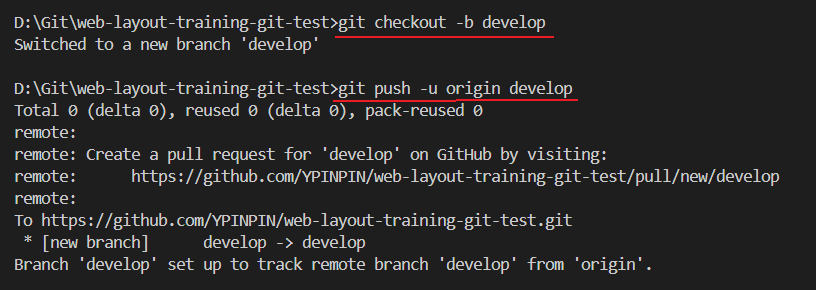 D:\Git\web-layout-training-git-test>git checkout -b develop
Switched to a new branch 'develop'
D:\Git\web-layout-training-git-test>git push -u origin develop
Total 0 (delta 0), reused 0 (delta 0), pack-reused 0
remote:
remote: Create a pull request for 'develop' on GitHub by visiting:
remote:      https://github.com/YPINPIN/web-layout-training-git-test/pull/new/develop
remote:
To https://github.com/YPINPIN/web-layout-training-git-test.git
 * [new branch]      develop -> develop
Branch 'develop' set up to track remote branch 'develop' from 'origin'.